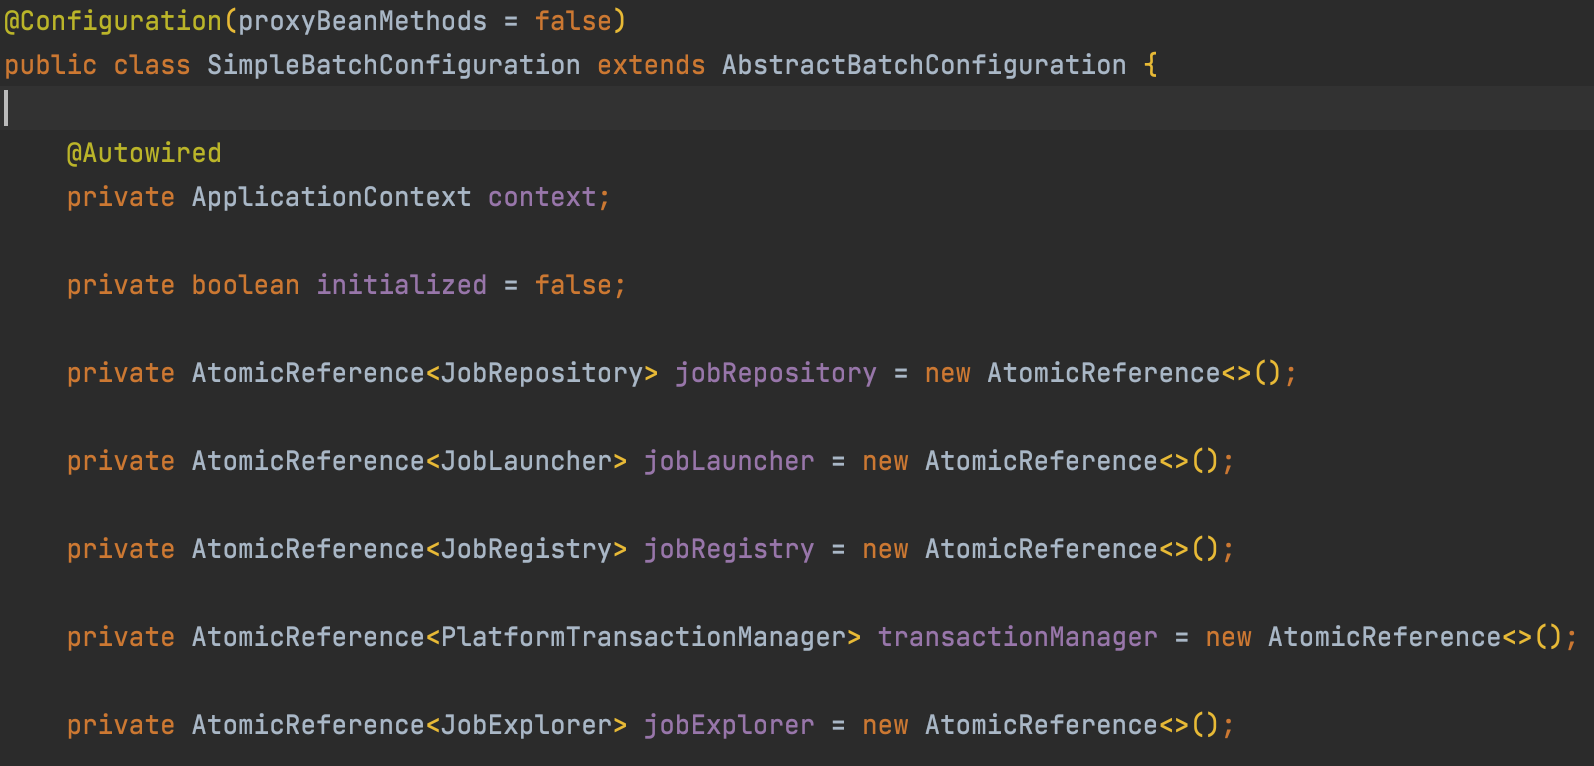 @Configuration(proxyBeanMethods = false)
public class SimpleBatchConfiguration extends AbstractBatchConfiguration {
@Autowired
private ApplicationContext context;
private boolean initialized = false;
private AtomicReference<JobRepository> jobRepository = new AtomicReference<>();
private AtomicReference<JobLauncher> jobLauncher = new AtomicReference<>();
private AtomicReference<JobRegistry> jobRegistry = new AtomicReference<>();
private AtomicReference<PlatformTransactionManager> transactionManager = new AtomicReference<>();
private AtomicReference<JobExplorer> jobExplorer = new AtomicReference<>();